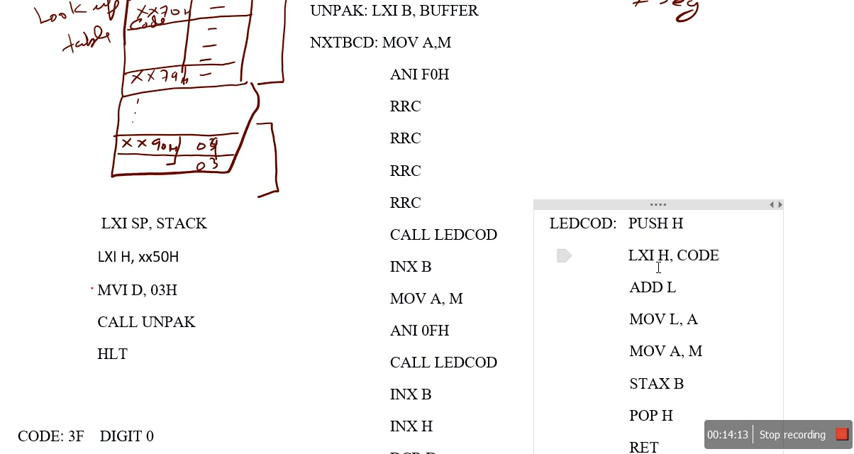 Look up
table
xx70H
Code
xx79H
xx90H
03
UNPAK: LXI B, BUFFER
NXTBCD: MOV A,M
ANI F0H
RRC
RRC
RRC
RRC
CALL LEDCOD
INX B
MOV A, M
ANI 0FH
CALL LEDCOD
INX B
INX H
LXI SP, STACK
LXI H, xx50H
MVI D, 03H
CALL UNPAK
HLT
CODE: 3F DIGIT 0
LEDCOD: PUSH H
LXI H, CODE
ADD L
MOV L, A
MOV A, M
STAX B
POP H
RET
00:14:13 Stop recording